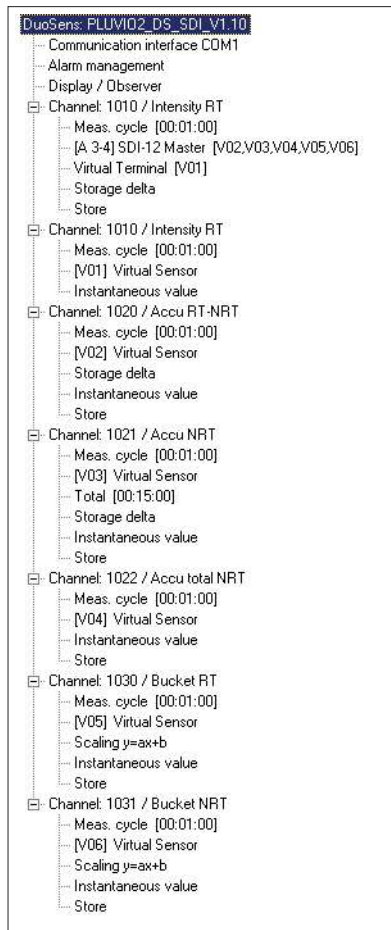 DuoSens: PLUVIO2_DS_SDI_V1.10
Communication interface COM1
Alarm management
Display / Observer
Channel: 1010 / Intensity RT
Meas. cycle [00:01:00]
[A 3-4] SDI-12 Master [V02,V03,V04,V05,V06]
Virtual Terminal [V01]
Storage delta
Store
Channel: 1010 / Intensity RT
Meas. cycle [00:01:00]
[V01] Virtual Sensor
Instantaneous value
Channel: 1020 / Accu RT-NRT
Meas. cycle [00:01:00]
[V02] Virtual Sensor
Storage delta
Instantaneous value
Store
Channel: 1021 / Accu NRT
Meas. cycle [00:01:00]
[V03] Virtual Sensor
Total [00:15:00]
Storage delta
Instantaneous value
Store
Channel: 1022 / Accu total NRT
Meas. cycle [00:01:00]
[V04] Virtual Sensor
Instantaneous value
Store
Channel: 1030 / Bucket RT
Meas. cycle [00:01:00]
[V05] Virtual Sensor
Scaling y=ax+b
Instantaneous value
Store
Channel: 1031 / Bucket NRT
Meas. cycle [00:01:00]
[V06] Virtual Sensor
Scaling y=ax+b
Instantaneous value
Store